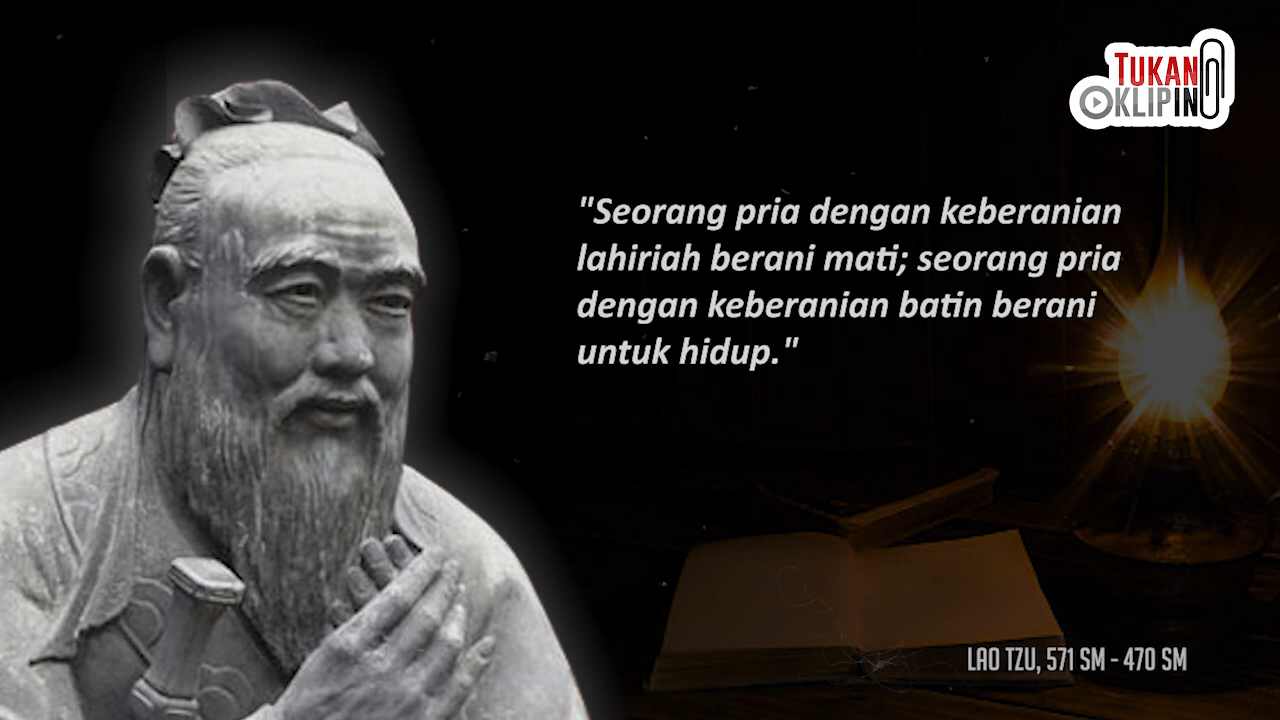 TUKAN
KLIPIN
"Seorang pria dengan keberanian
lahiriah berani mati; seorang pria
dengan keberanian batin berani
untuk hidup."
LAO TZU, 571 SM - 470 SM